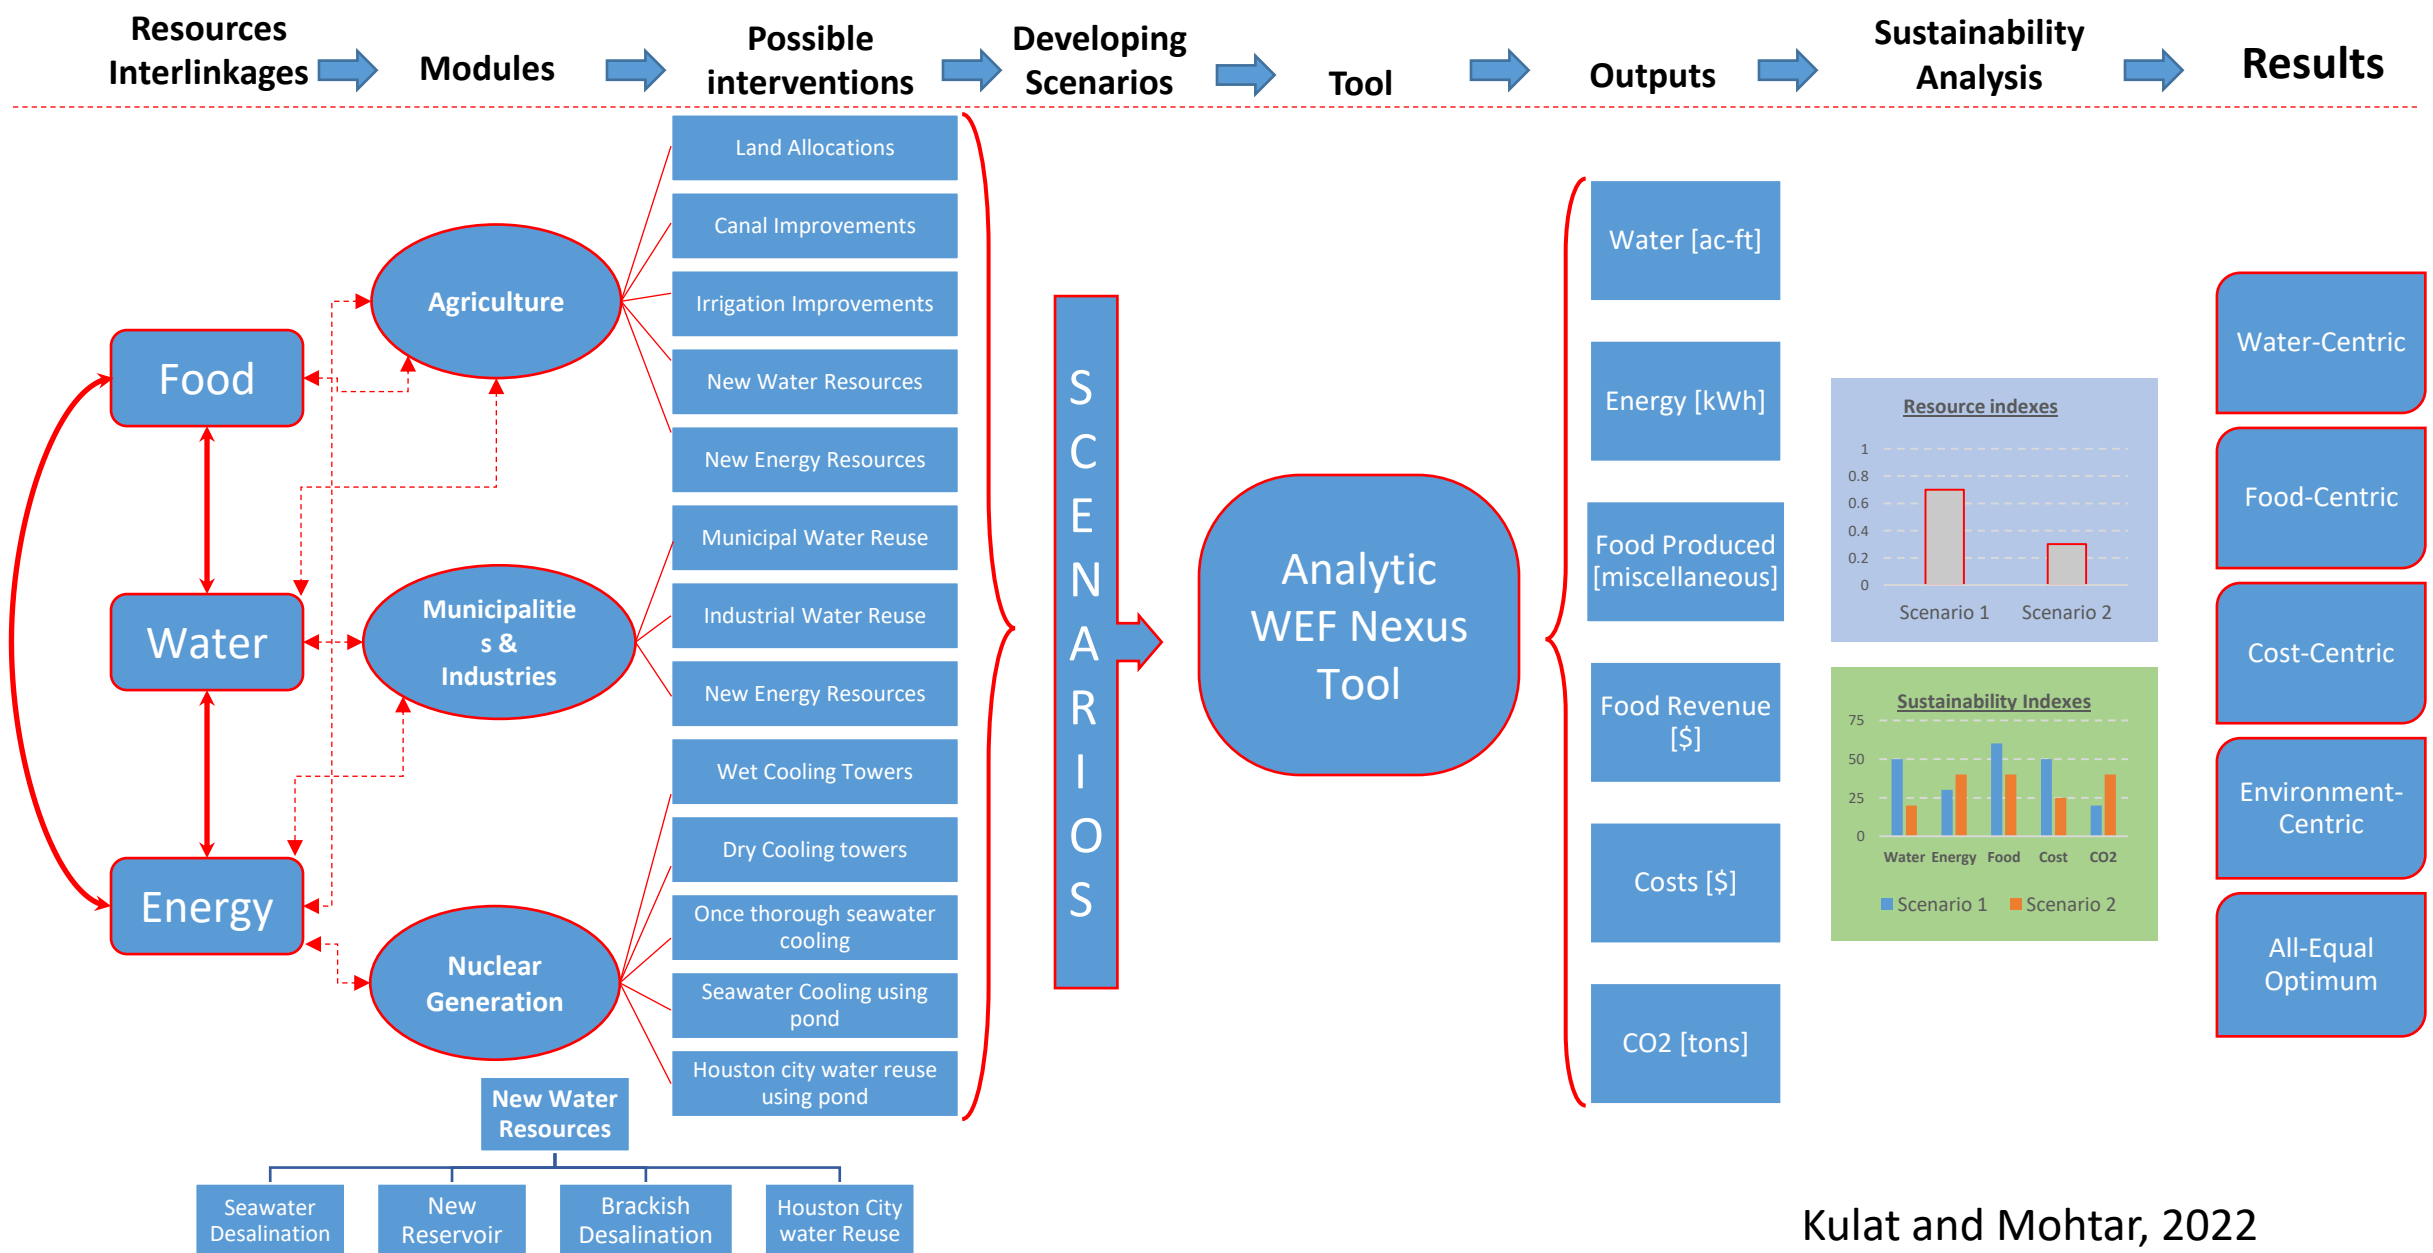 Resources
Interlinkages
Modules
Possible
interventions
Developing
Scenarios
Tool
Outputs
Sustainability
Analysis
Results
Food
Water
Energy
Agriculture
Municipalitie
s &
Industries
Nuclear
Generation
Land Allocations
Canal Improvements
Irrigation Improvements
New Water Resources
New Energy Resources
Municipal Water Reuse
Industrial Water Reuse
New Energy Resources
Wet Cooling Towers
Dry Cooling towers
Once thorough seawater
cooling
Seawater Cooling using
pond
Houston city water reuse
using pond
New Water
Resources
Seawater
Desalination
New
Reservoir
Brackish
Desalination
Houston City
water Reuse
S
C
E
N
A
R
I
O
S
Analytic
WEF Nexus
Tool
Water [ac-ft]
Energy [kWh]
Food Produced
[miscellaneous]
Food Revenue
[$]
Costs [$]
CO2 [tons]
Resource indexes
1
0.8
0.6
0.4
0.2
0
Scenario 1 Scenario 2
Sustainability Indexes
75
50
25
0
Water Energy Food Cost CO2
Scenario 1 Scenario 2
Water-Centric
Food-Centric
Cost-Centric
Environment-
Centric
All-Equal
Optimum
Kulat and Mohtar, 2022